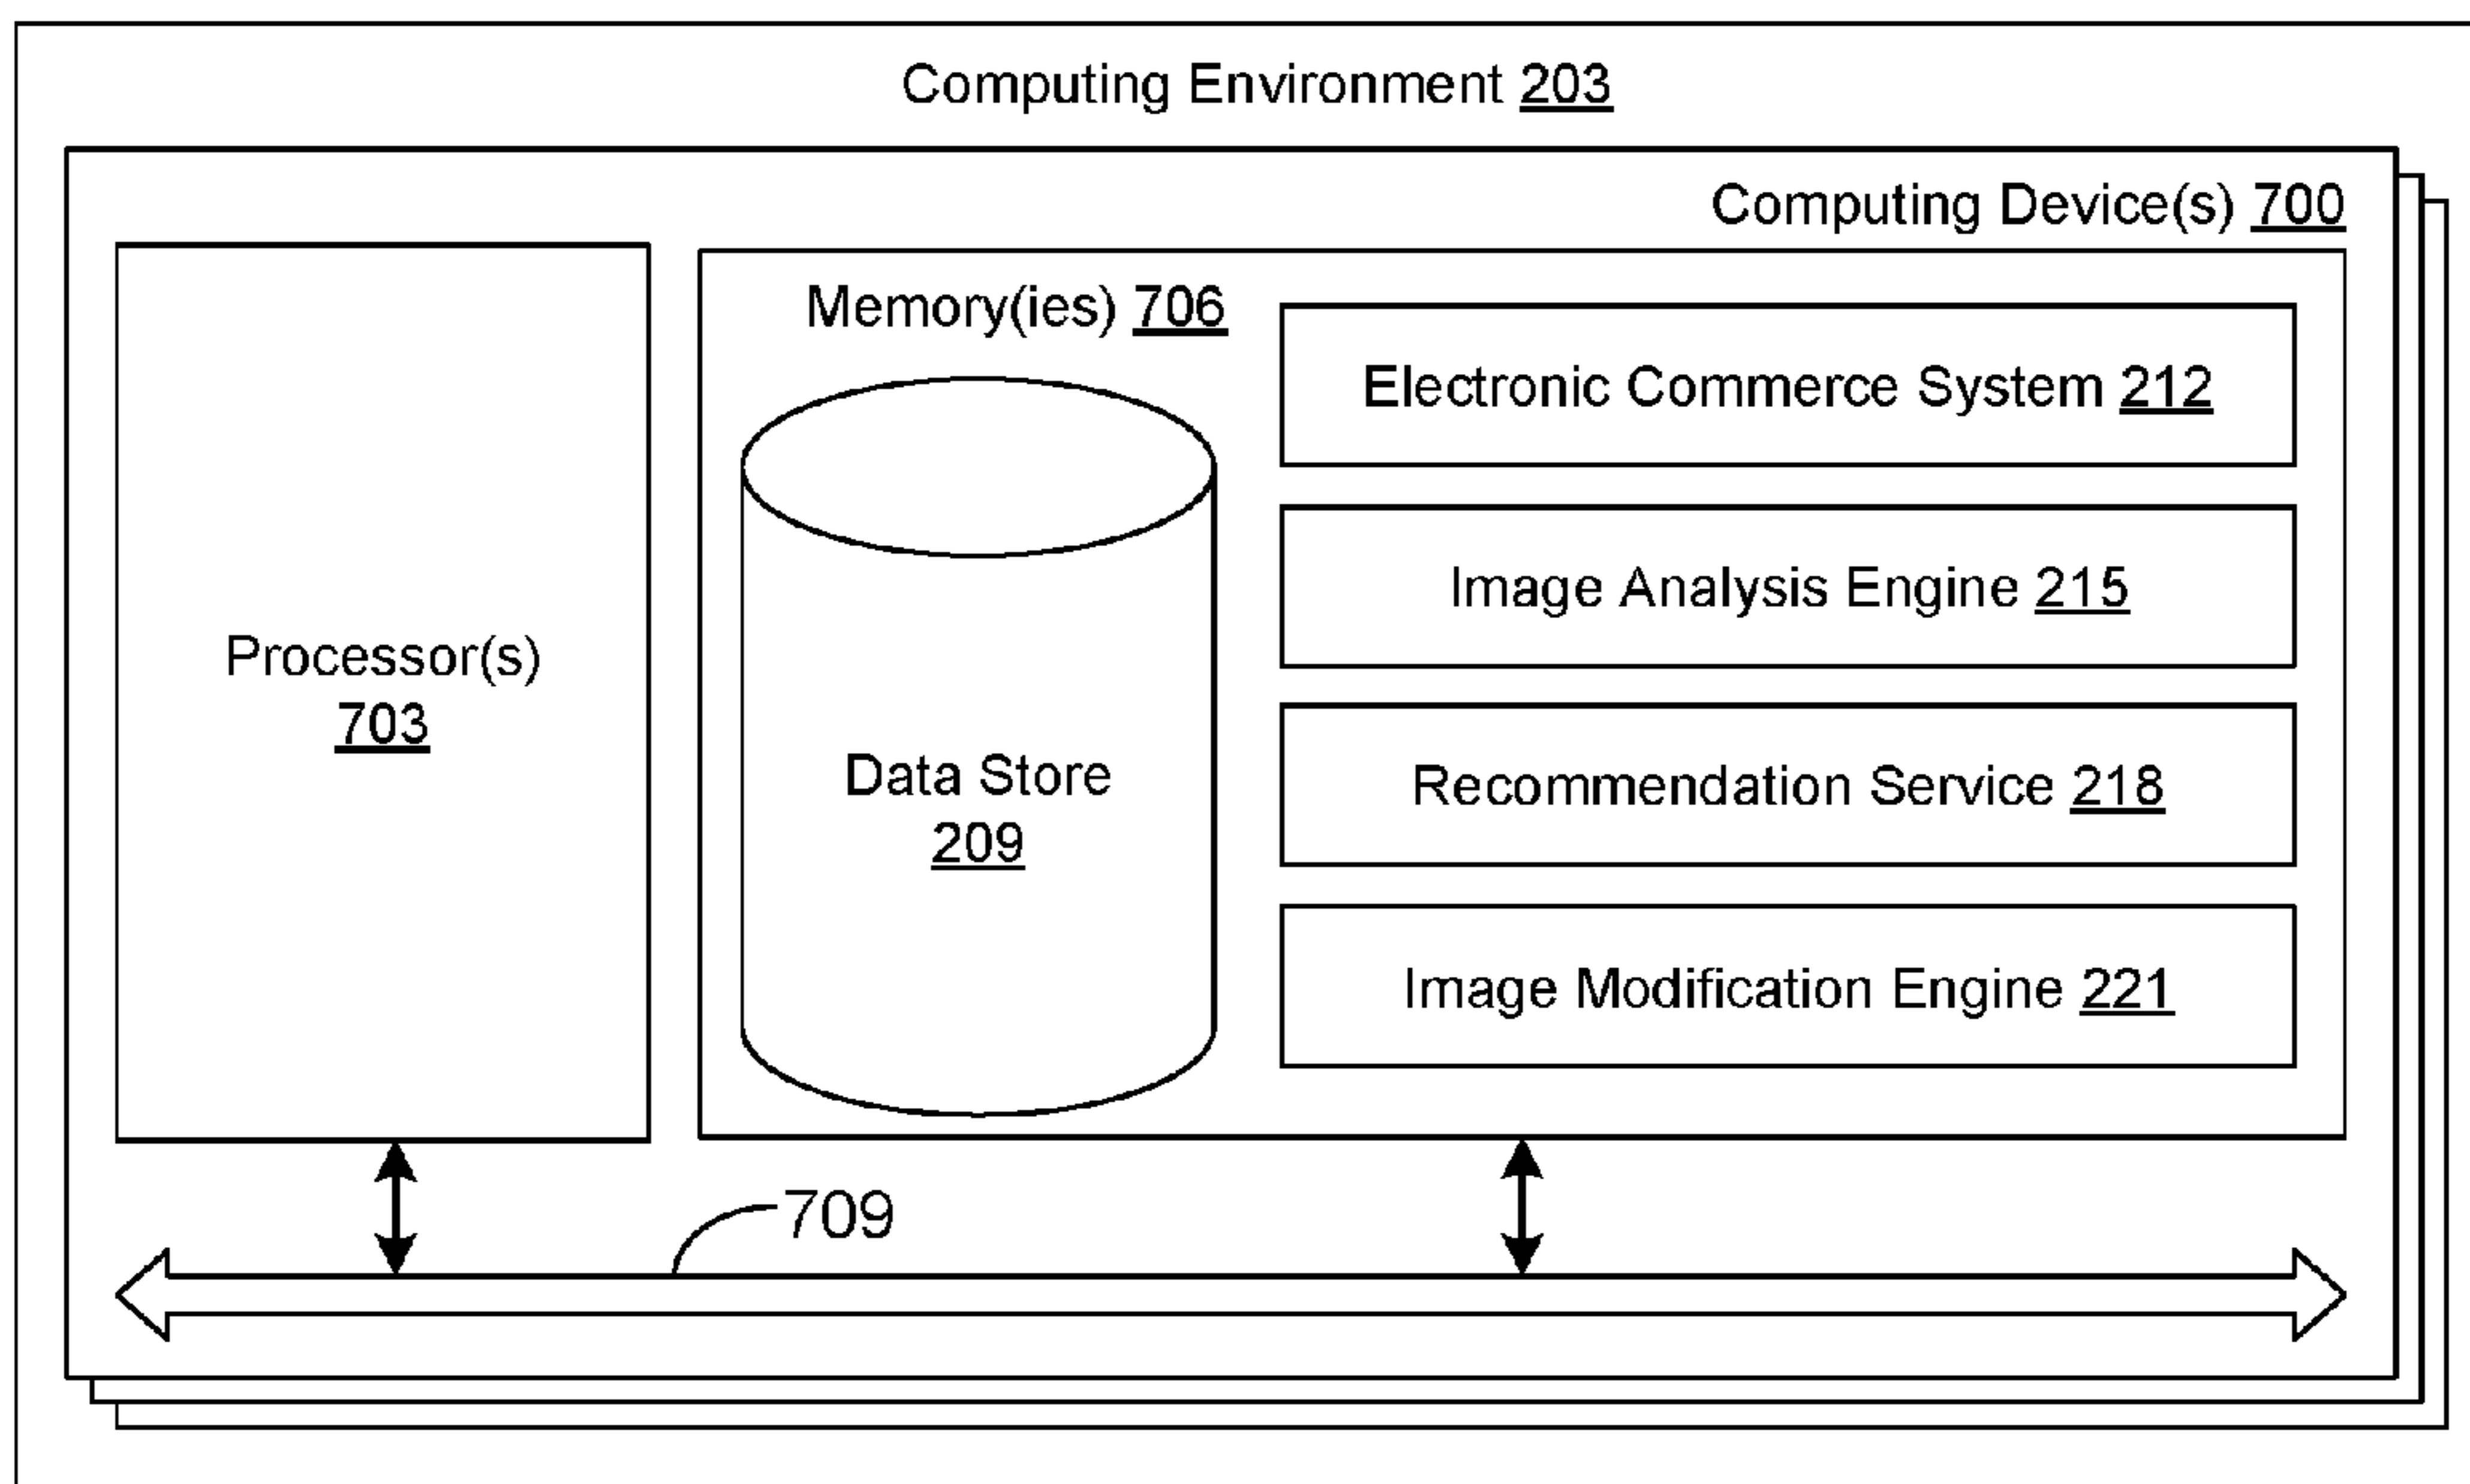 Computing Environment 203
Computing Device(s) 700
Processor(s)
703
Memory(ies) 706
Data Store
209
Electronic Commerce System 212
Image Analysis Engine 215
Recommendation Service 218
Image Modification Engine 221
709